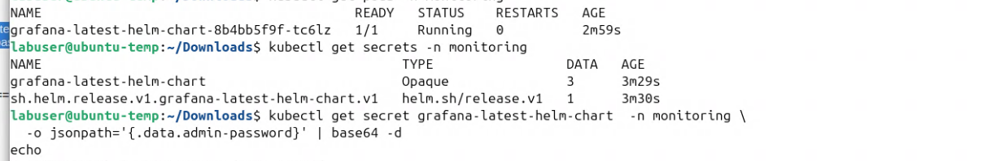 NAME READY STATUS RESTARTS AGE
grafana-latest-helm-chart-8b4bb5f9f-tc6lz 1/1 Running 0 2m59s
labuser@ubuntu-temp:~/Downloads$ kubectl get secrets -n monitoring
NAME TYPE DATA AGE
grafana-latest-helm-chart Opaque 3 3m29s
sh.helm.release.v1.grafana-latest-helm-chart.v1 helm.sh/release.v1 1 3m30s
labuser@ubuntu-temp:~/Downloads$ kubectl get secret grafana-latest-helm-chart -n monitoring \
-o jsonpath='{.data.admin-password}' | base64 -d
echo